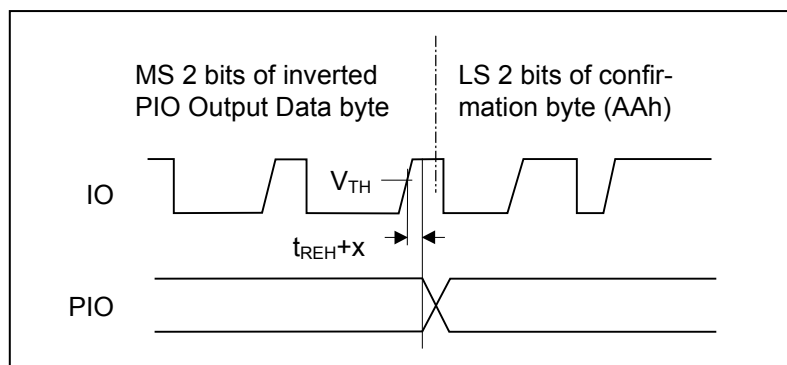 MS 2 bits of inverted
PIO Output Data byte
LS 2 bits of confir-
mation byte (AAh)
IO
VTH
tREH+x
PIO